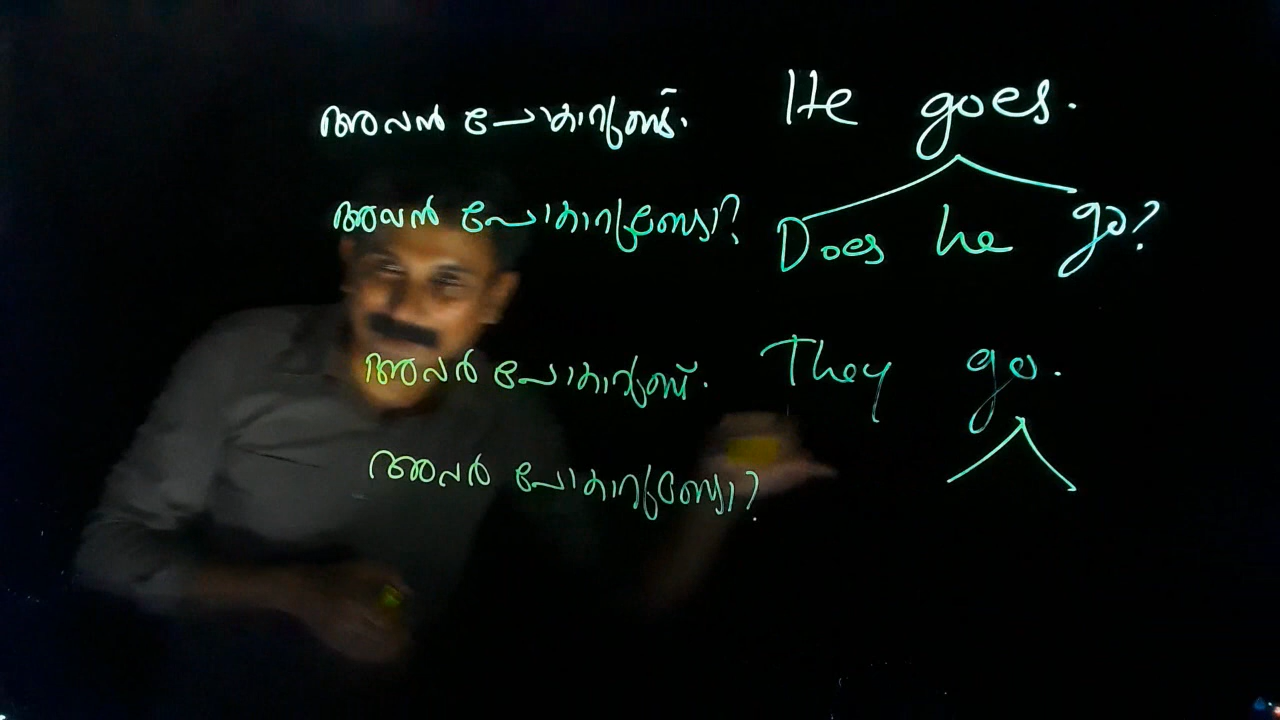 അവൻ പോകാറുണ്ട്. He goes.
അവൻ പോകാറുണ്ടോ? Does he go?
അവർ പോകാറുണ്ട്. They go.
അവർ പോകാറുണ്ടോ?